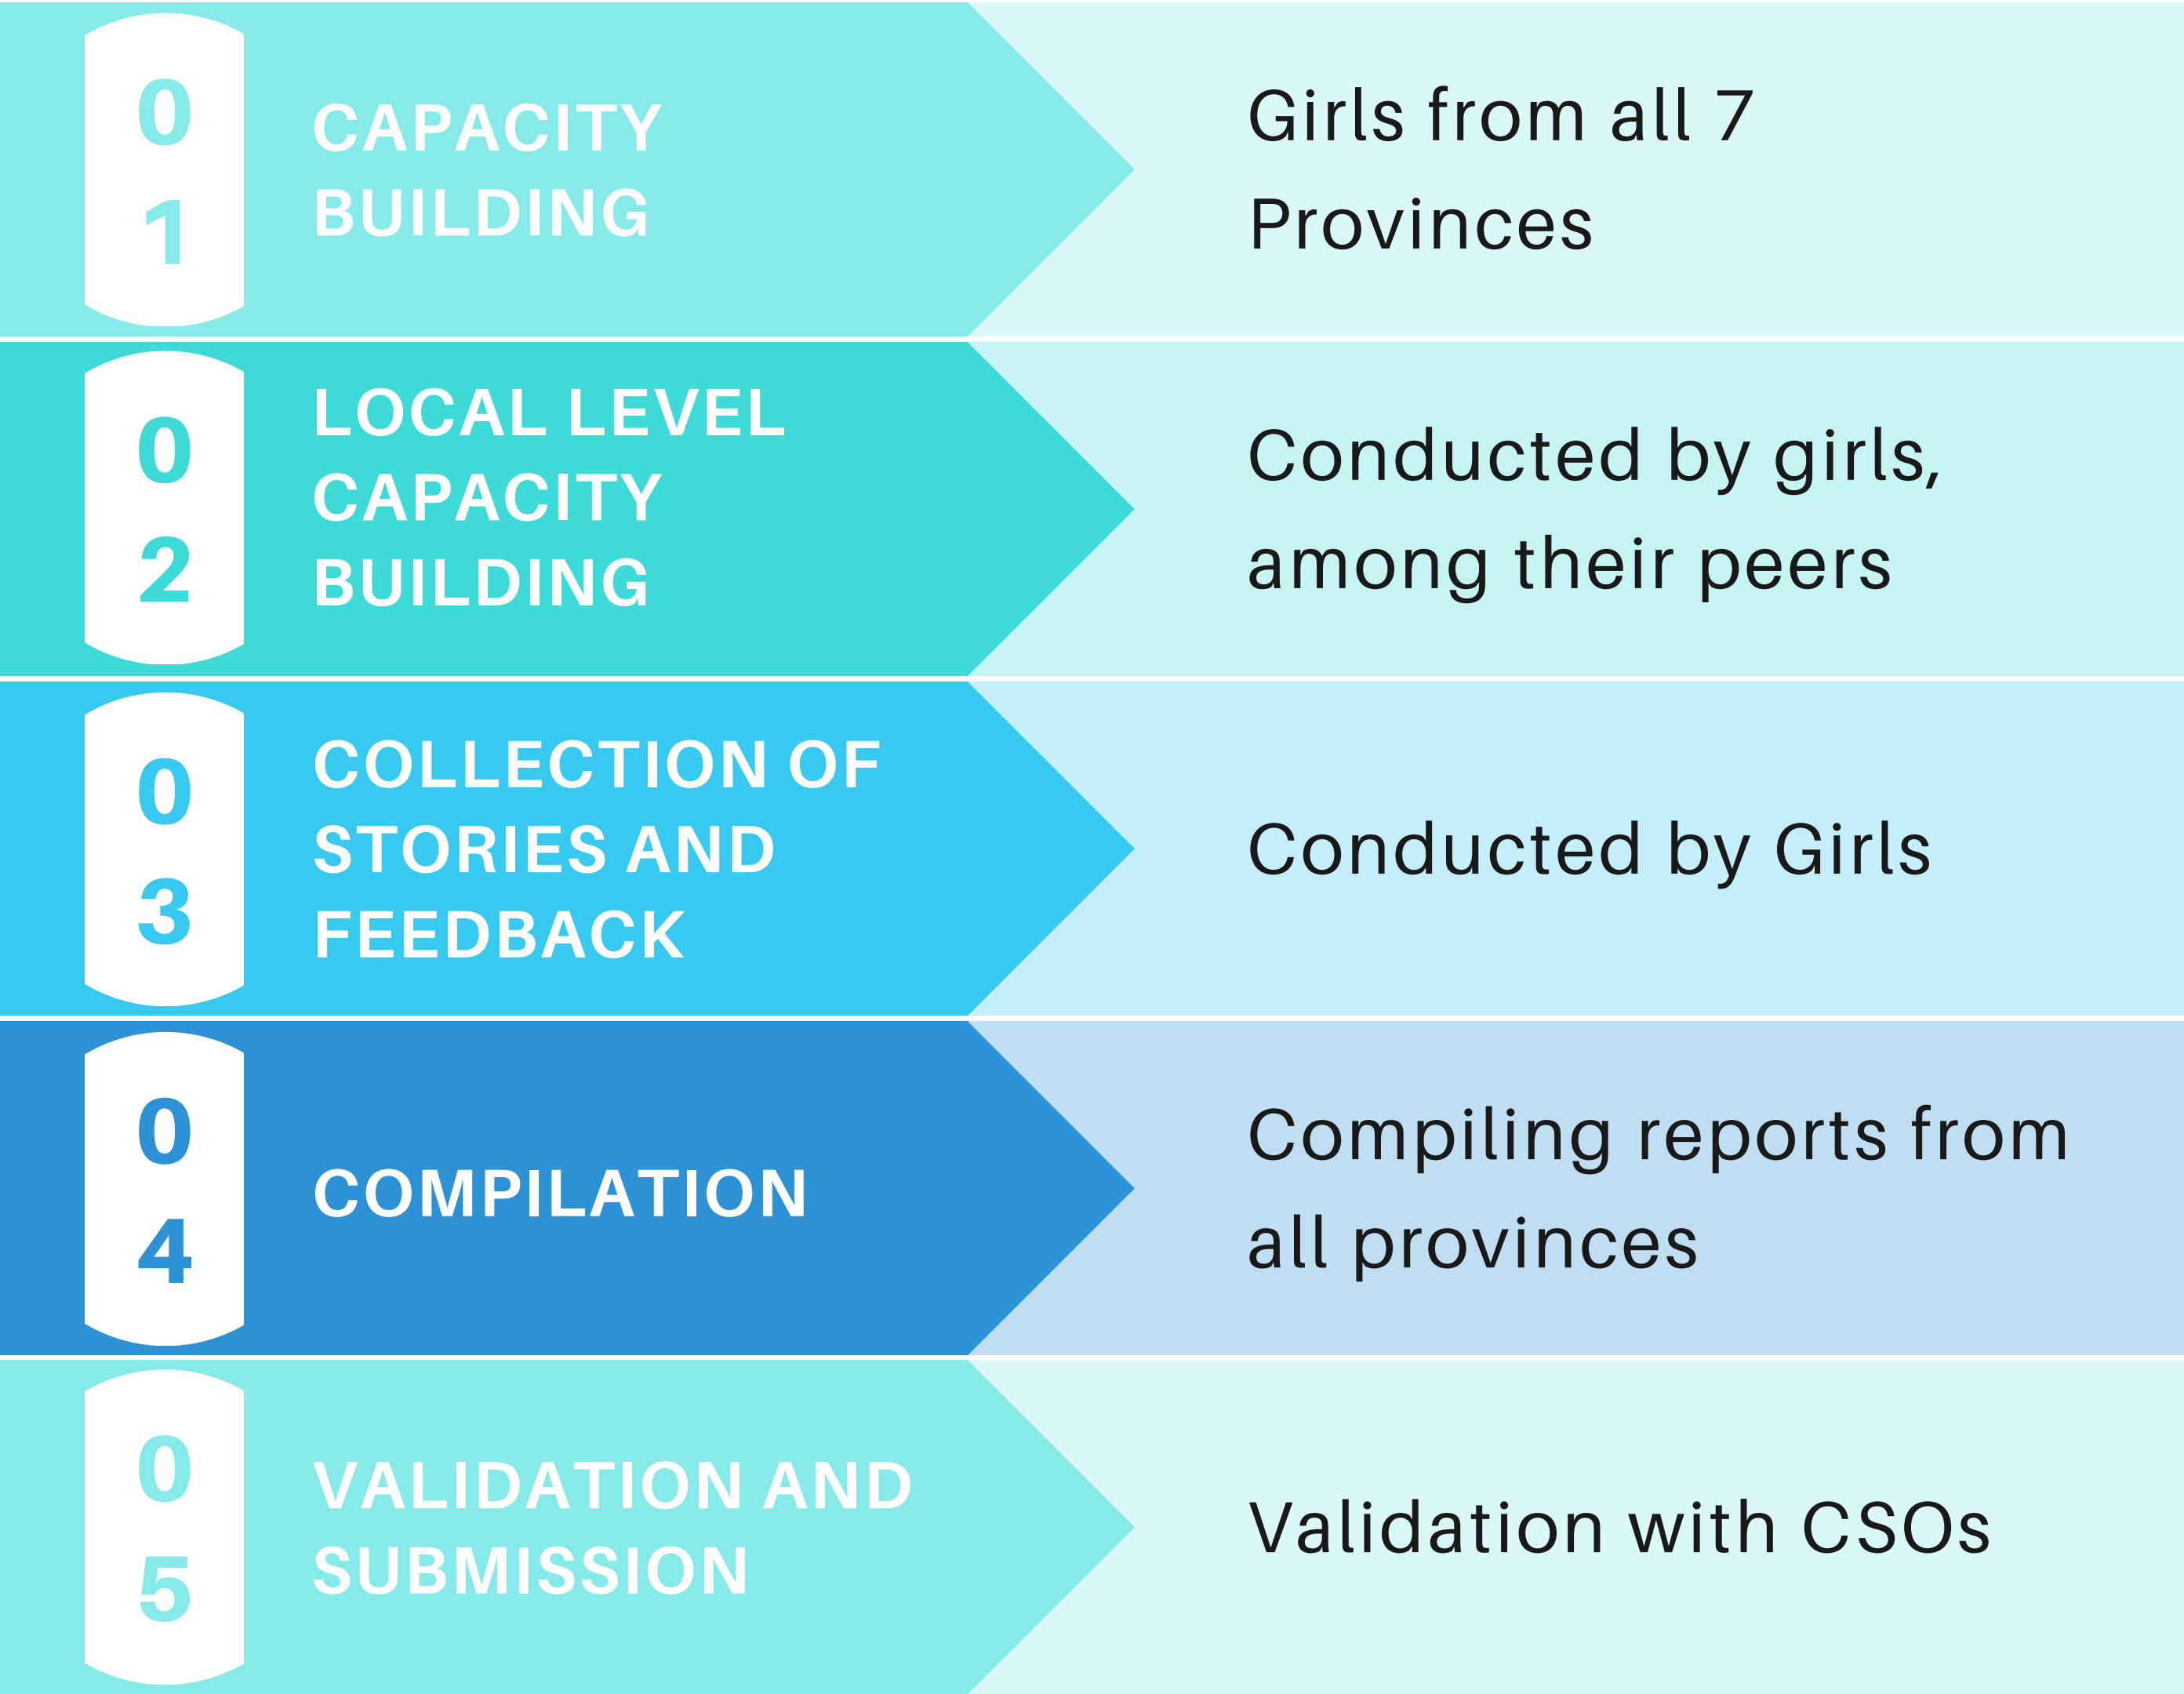 0
1
CAPACITY
BUILDING
Girls from all 7
Provinces
0
2
LOCAL LEVEL
CAPACITY
BUILDING
Conducted by girls,
among their peers
0
3
COLLECTION OF
STORIES AND
FEEDBACK
Conducted by Girls
0
4
COMPILATION
Compiling reports from
all provinces
0
5
VALIDATION AND
SUBMISSION
Validation with CSOs